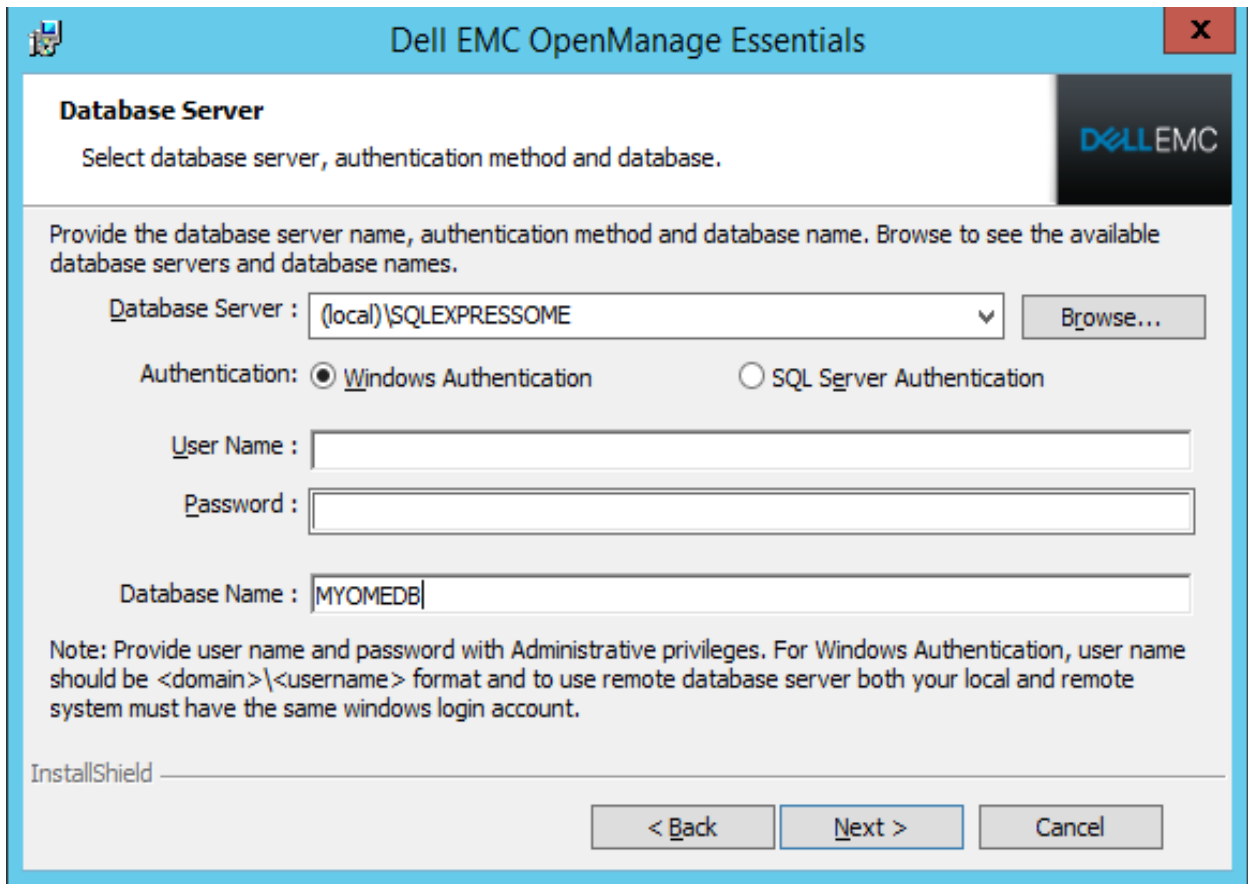 Dell EMC OpenManage Essentials
x
Database Server
Select database server, authentication method and database.
DELLEMC
Provide the database server name, authentication method and database name. Browse to see the available
database servers and database names.
Database Server : (local)\SQLEXPRESSOME Browse...
Authentication: Windows Authentication SQL Server Authentication
User Name :
Password :
Database Name : MYOMEDB
Note: Provide user name and password with Administrative privileges. For Windows Authentication, user name
should be <domain>\<username> format and to use remote database server both your local and remote
system must have the same windows login account.
InstallShield
< Back Next > Cancel